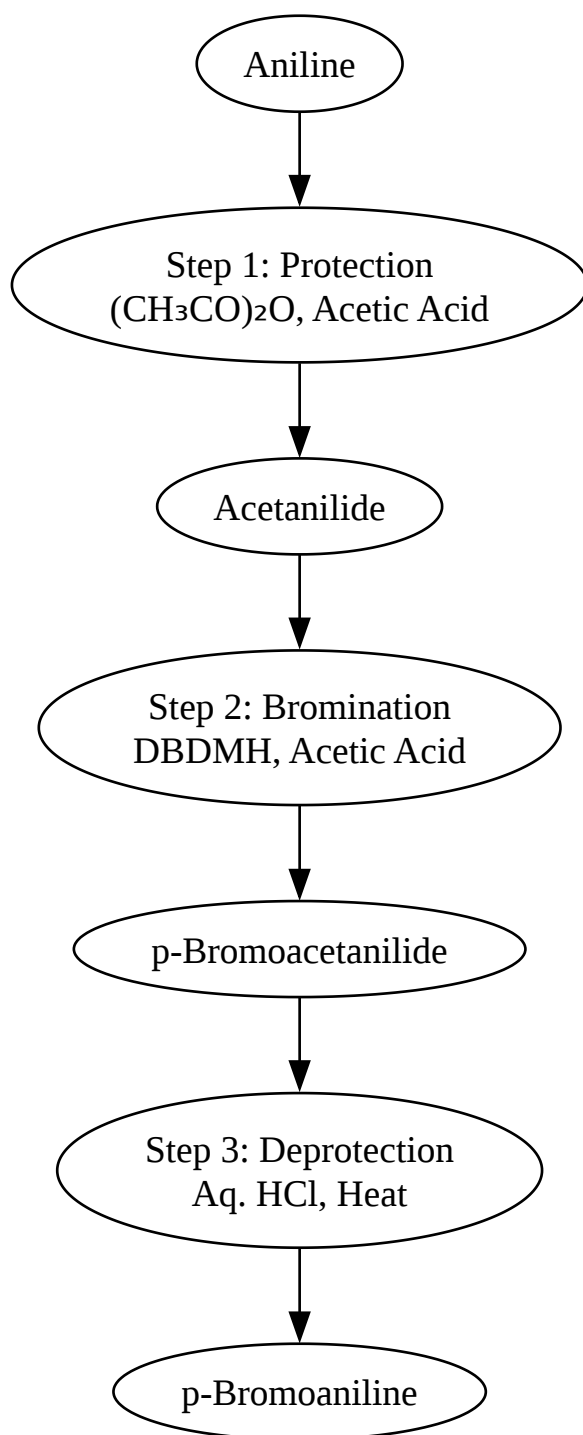 Aniline
Step 1: Protection
(CH₃CO)₂O, Acetic Acid
Acetanilide
Step 2: Bromination
DBDMH, Acetic Acid
p-Bromoacetanilide
Step 3: Deprotection
Aq. HCl, Heat
p-Bromoaniline